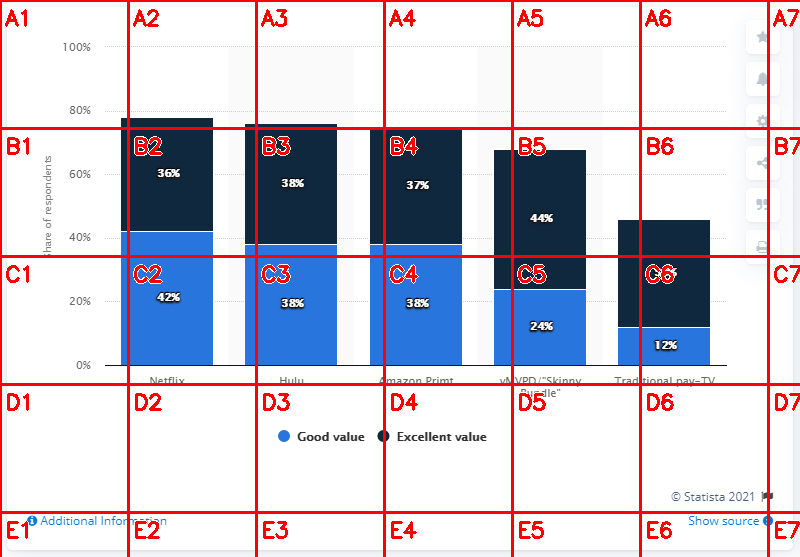 A1 A2 A3 A4 A5 A6 A7
100%
80%
B1 B2 B3 B4 B5 B6 B7
Share of respondents
60%
36% 38% 37% 44%
40%
C1 C2 C3 C4 C5 C6 C7
20%
42% 38% 38% 24% 12%
0%
Netflix Hulu Amazon Primt vMVPD/"Skinny Traditional pay-TV
Bundle"
D1 D2 D3 D4 D5 D6 D7
Good value Excellent value
© Statista 2021
Additional Information Show source
E1 E2 E3 E4 E5 E6 E7